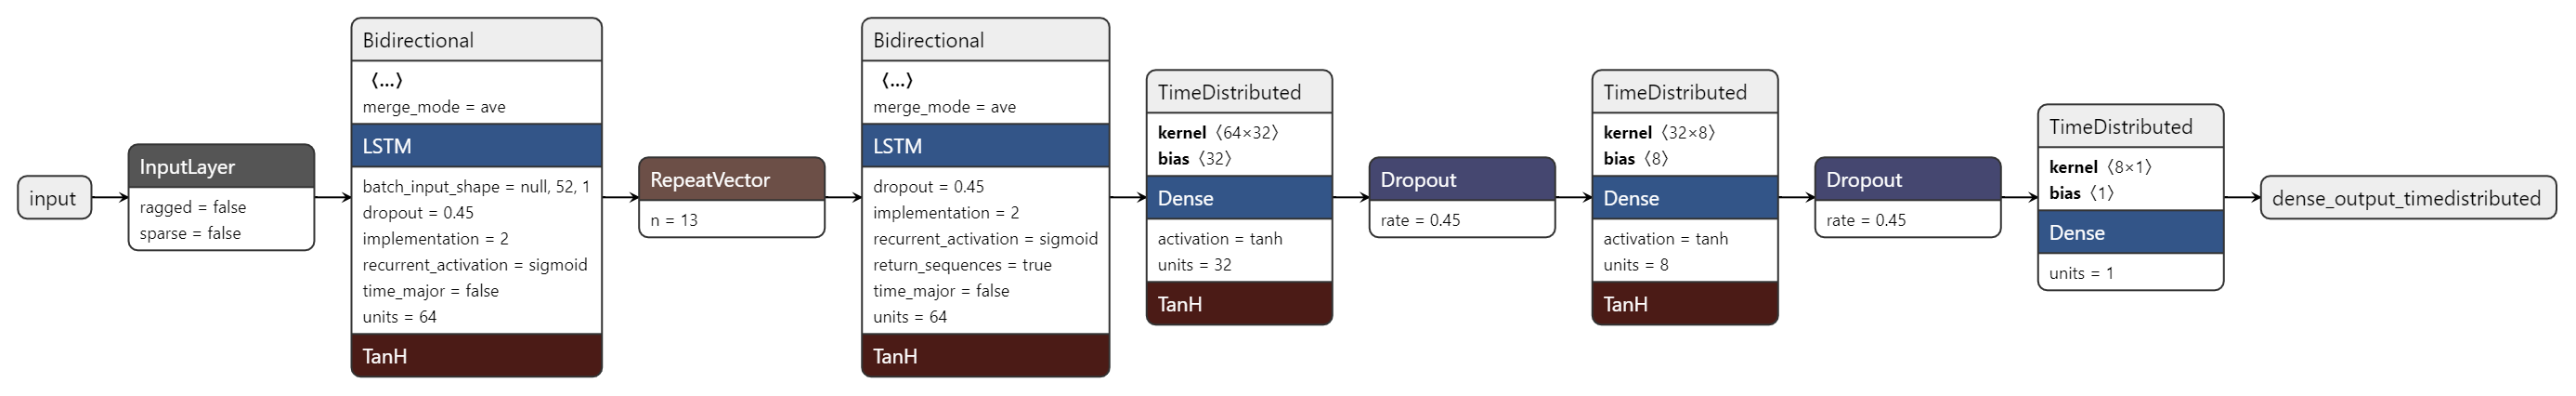 input
InputLayer
ragged = false
sparse = false
Bidirectional
⟨...⟩
merge_mode = ave
LSTM
batch_input_shape = null, 52, 1
dropout = 0.45
implementation = 2
recurrent_activation = sigmoid
time_major = false
units = 64
TanH
RepeatVector
n = 13
Bidirectional
⟨...⟩
merge_mode = ave
LSTM
dropout = 0.45
implementation = 2
recurrent_activation = sigmoid
return_sequences = true
time_major = false
units = 64
TanH
TimeDistributed
kernel ⟨64×32⟩
bias ⟨32⟩
Dense
activation = tanh
units = 32
TanH
Dropout
rate = 0.45
TimeDistributed
kernel ⟨32×8⟩
bias ⟨8⟩
Dense
activation = tanh
units = 8
TanH
Dropout
rate = 0.45
TimeDistributed
kernel ⟨8×1⟩
bias ⟨1⟩
Dense
units = 1
dense_output_timedistributed